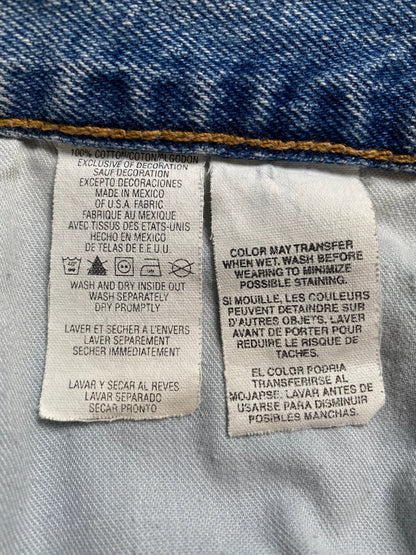 100% COTTON/COTON/ALGODON
EXCLUSIVE OF DECORATION
SAUF DECORATION
EXCEPTO DECORACIONES
MADE IN MEXICO
OF U.S.A. FABRIC
FABRIQUE AU MEXIQUE
AVEC TISSUS DES ETATS-UNIS
HECHO EN MEXICO
DE TELAS DE E E U U
WASH AND DRY INSIDE OUT
WASH SEPARATELY
DRY PROMPTLY
LAVER ET SÉCHER À L'ENVERS
LAVER SEPAREMENT
SECHER IMMEDIATEMENT
LAVAR Y SECAR AL REVES
LAVAR SEPARADO
SECAR PRONTO
COLOR MAY TRANSFER
WHEN WET. WASH BEFORE
WEARING TO MINIMIZE
POSSIBLE STAINING.
SI MOUILLE, LES COULEURS
PEUVENT DETAINDRE SUR
D'AUTRES OBJETS. LAVER
AVANT DE PORTER POUR
REDUIRE LE RISQUE DE
TACHES.
EL COLOR PODRIA
TRANSFERIRSE AL
MOJARSE. LAVAR ANTES DE
USARSE PARA DISMINUIR
POSIBLES MANCHAS.